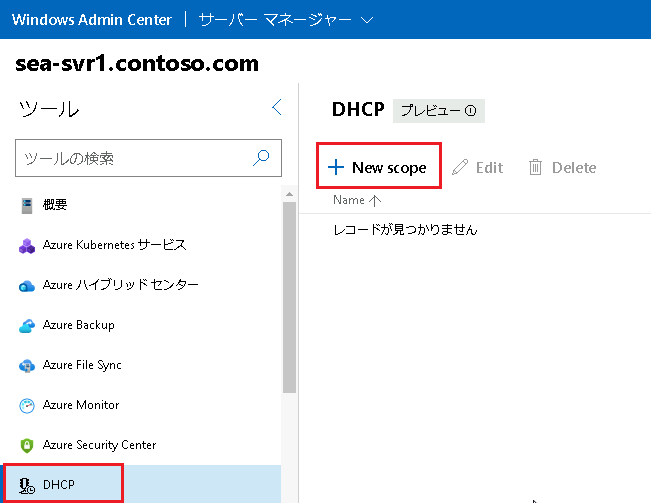 Windows Admin Center | サーバー マネージャー
sea-svr1.contoso.com
ツール
ツールの検索
概要
Azure Kubernetes サービス
Azure ハイブリッド センター
Azure Backup
Azure File Sync
Azure Monitor
Azure Security Center
DHCP
DHCP プレビュー
New scope Edit Delete
Name
レコードが見つかりません